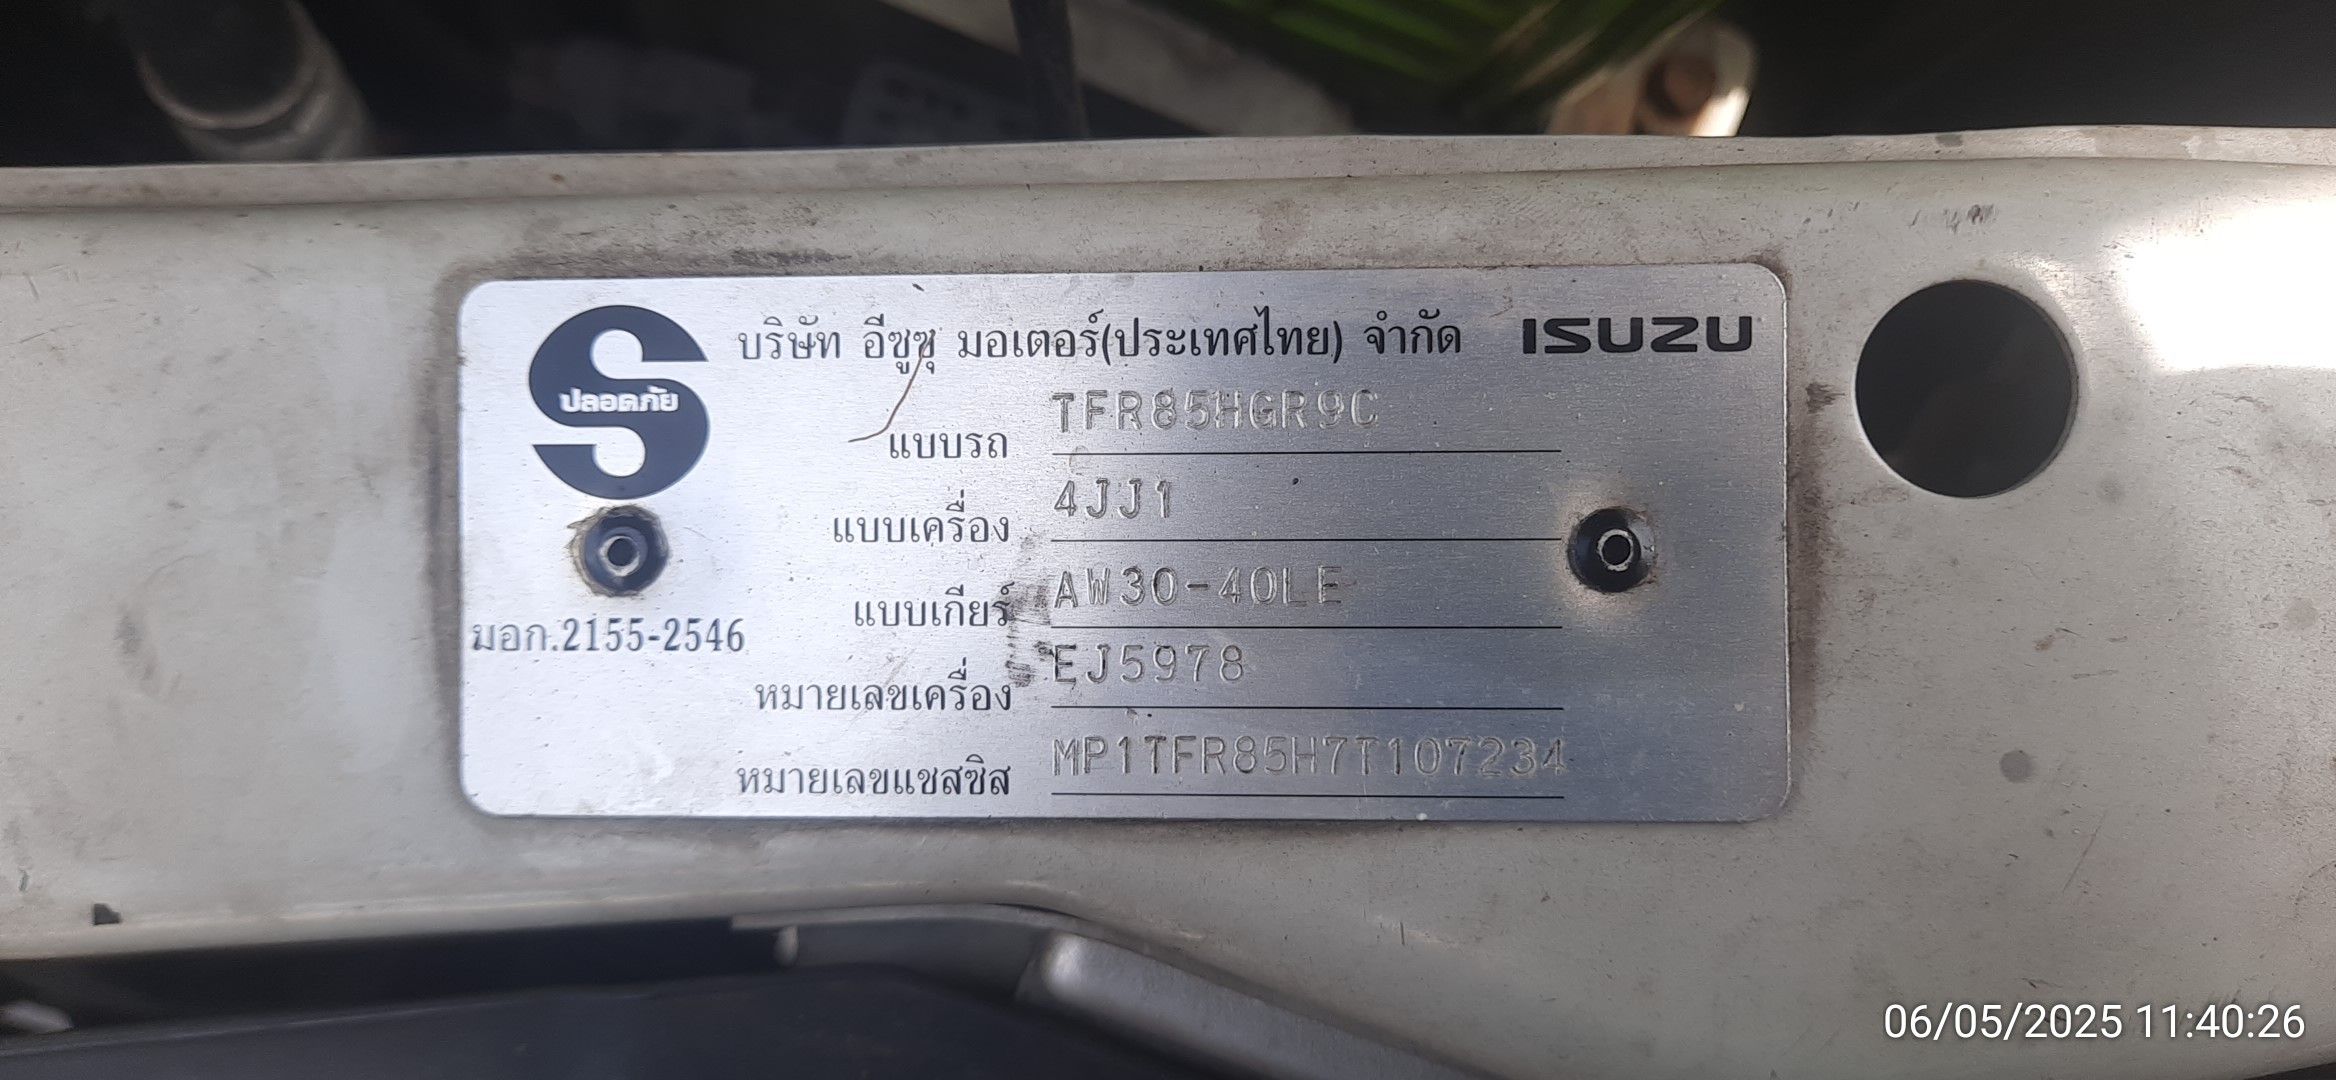 บริษัท อีซูซุ มอเตอร์(ประเทศไทย) จำกัด ISUZU
ปลอดภัย
แบบรถ TFR85HGR9C
แบบเครื่อง 4JJ1
แบบเกียร์ AW30-40LE
มอก.2155-2546
หมายเลขเครื่อง EJ5978
หมายเลขแชสซิส MP1TFR85H7T107234
06/05/2025 11:40:26